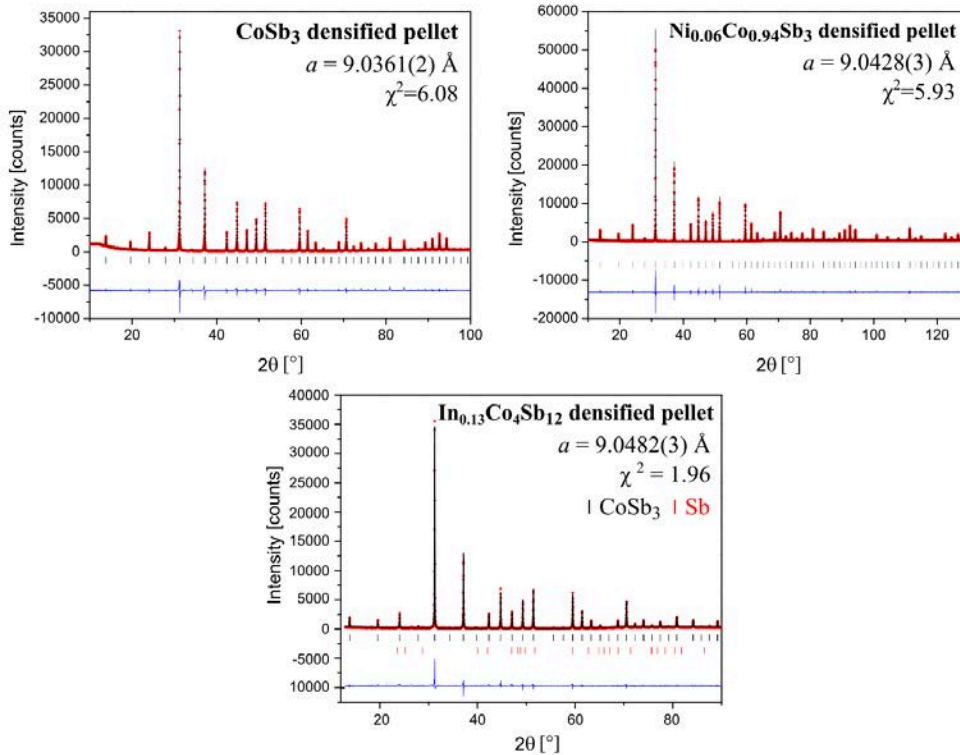 CoSb₃ densified pellet
a = 9.0361(2) Å
χ²=6.08
35000
30000
25000
20000
15000
10000
5000
0
-5000
-10000
Intensity [counts]
20
40
60
80
100
2θ [°]
Ni₀.₀₆Co₀.₉₄Sb₃ densified pellet
a = 9.0428(3) Å
χ²=5.93
60000
50000
40000
30000
20000
10000
0
-10000
-20000
Intensity [counts]
20
40
60
80
100
120
2θ [°]
In₀.₁₃Co₄Sb₁₂ densified pellet
a = 9.0482(3) Å
χ² = 1.96
| CoSb₃ | Sb
40000
35000
30000
25000
20000
15000
10000
5000
0
-5000
10000
Intensity [counts]
20
40
60
80
2θ [°]